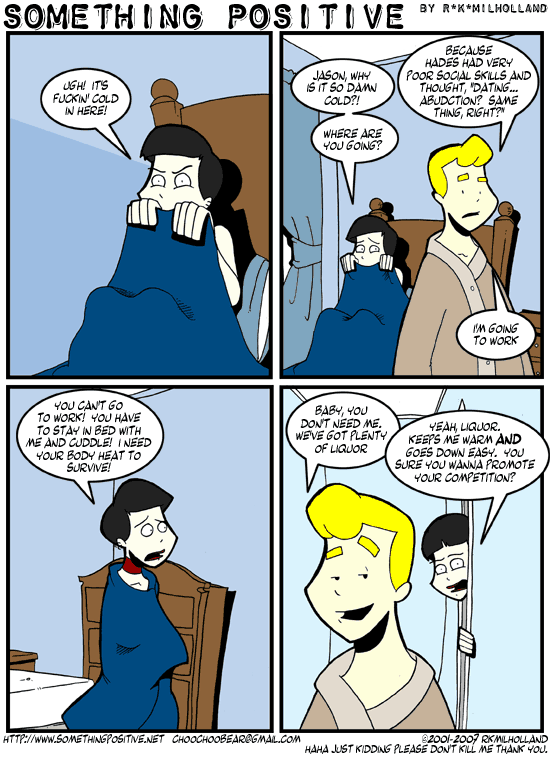 SOMETHING POSITIVE BY R*K*MILHOLLAND
UGH! IT'S
FUCKIN' COLD
IN HERE!
JASON, WHY
IS IT SO DAMN
COLD?!
BECAUSE
HADES HAD VERY
POOR SOCIAL SKILLS AND
THOUGHT, "DATING...
ABUDCTION? SAME
THING, RIGHT?"
WHERE ARE
YOU GOING?
I'M GOING
TO WORK
YOU CAN'T GO
TO WORK! YOU HAVE
TO STAY IN BED WITH
ME AND CUDDLE! I NEED
YOUR BODY HEAT TO
SURVIVE!
BABY, YOU
DON'T NEED ME.
WE'VE GOT PLENTY
OF LIQUOR
YEAH, LIQUOR.
KEEPS ME WARM AND
GOES DOWN EASY. YOU
SURE YOU WANNA PROMOTE
YOUR COMPETITION?
HTTP://WWW.SOMETHINGPOSITIVE.NET CHOOCHOOBEAR@GMAIL.COM ©2001-2007 RKMILHOLLAND
HAHA JUST KIDDING PLEASE DON'T KILL ME THANK YOU.